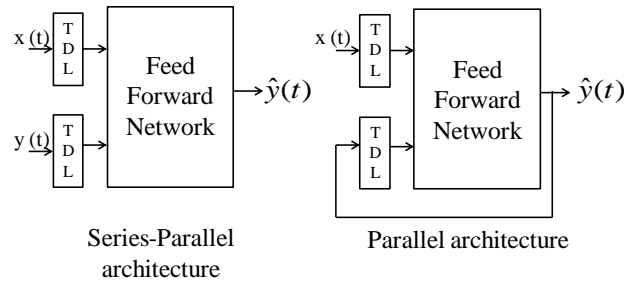 x (t)
T
D
L
y (t)
T
D
L
Feed
Forward
Network
ŷ(t)
Series-Parallel
architecture
x (t)
T
D
L
T
D
L
Feed
Forward
Network
ŷ(t)
Parallel architecture